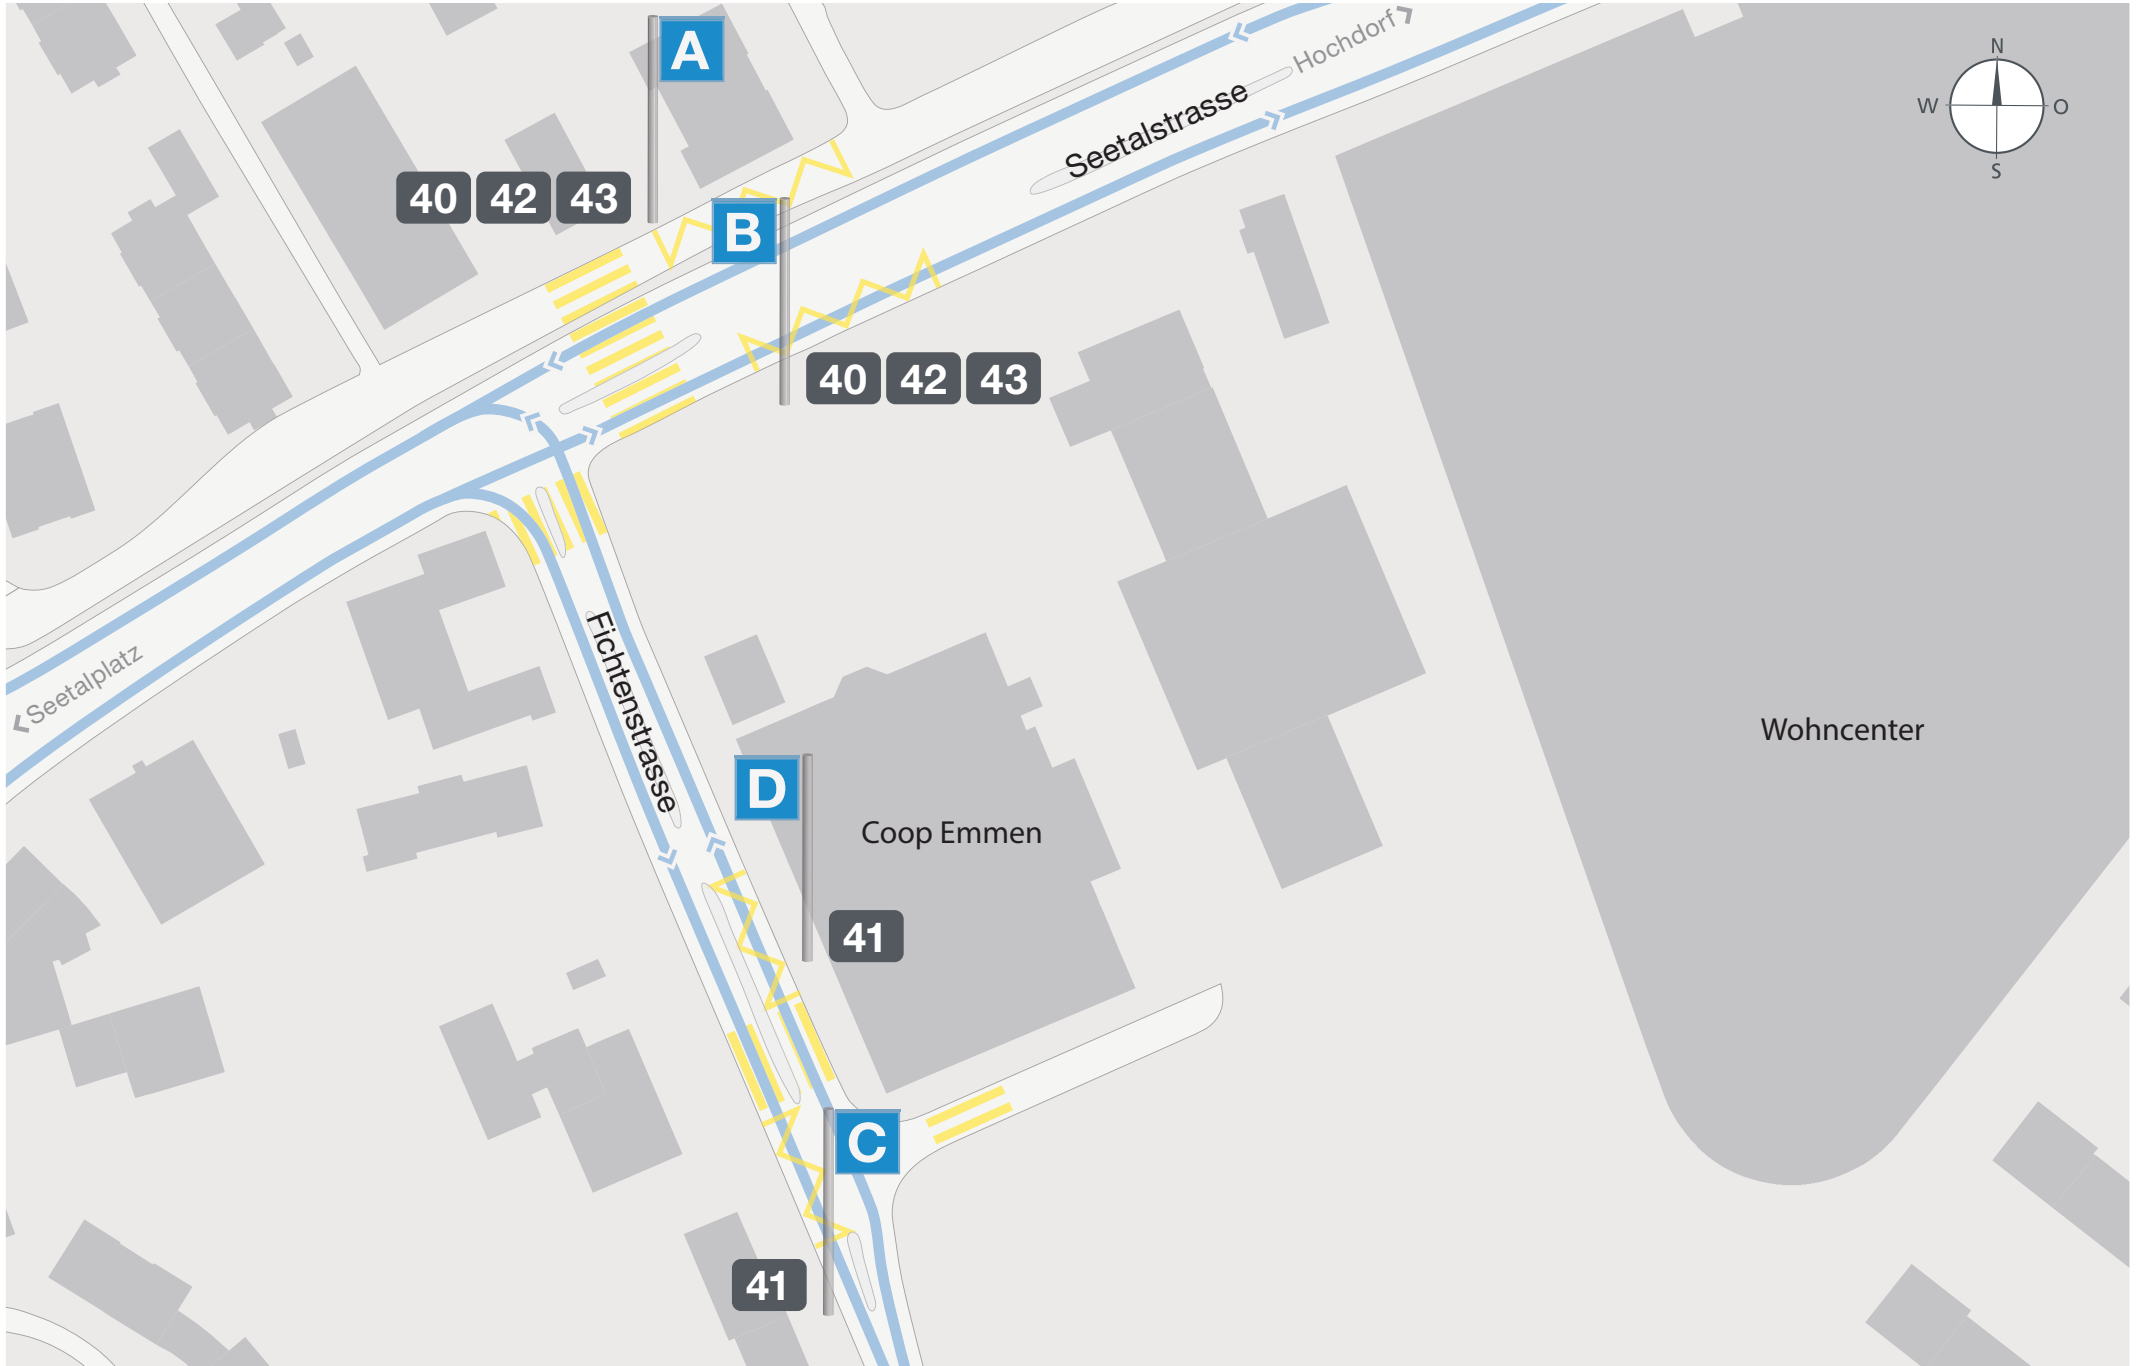 A
Hochdorf
N
W O
S
Seetalstrasse
40 42 43
B
40 42 43
Seetalplatz
Fichtenstrasse
Wohncenter
D
Coop Emmen
41
C
41